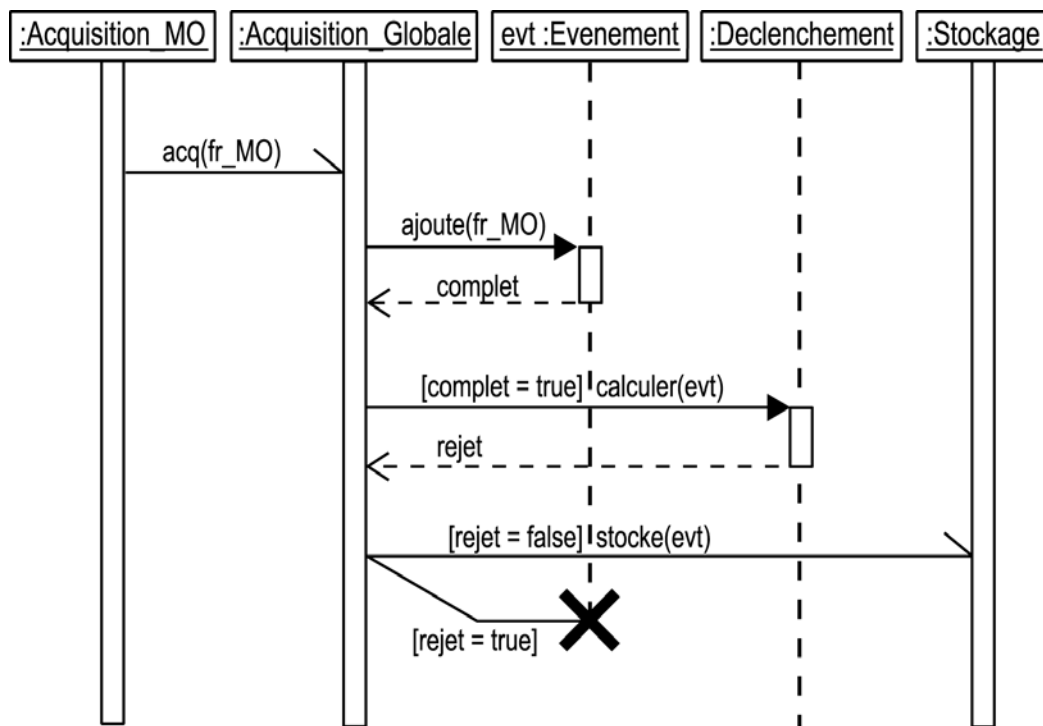 :Acquisition_MO
:Acquisition_Globale
evt :Evenement
:Declenchement
:Stockage
acq(fr_MO)
ajoute(fr_MO)
complet
[complet = true] calculer(evt)
rejet
[rejet = false] stocke(evt)
[rejet = true]